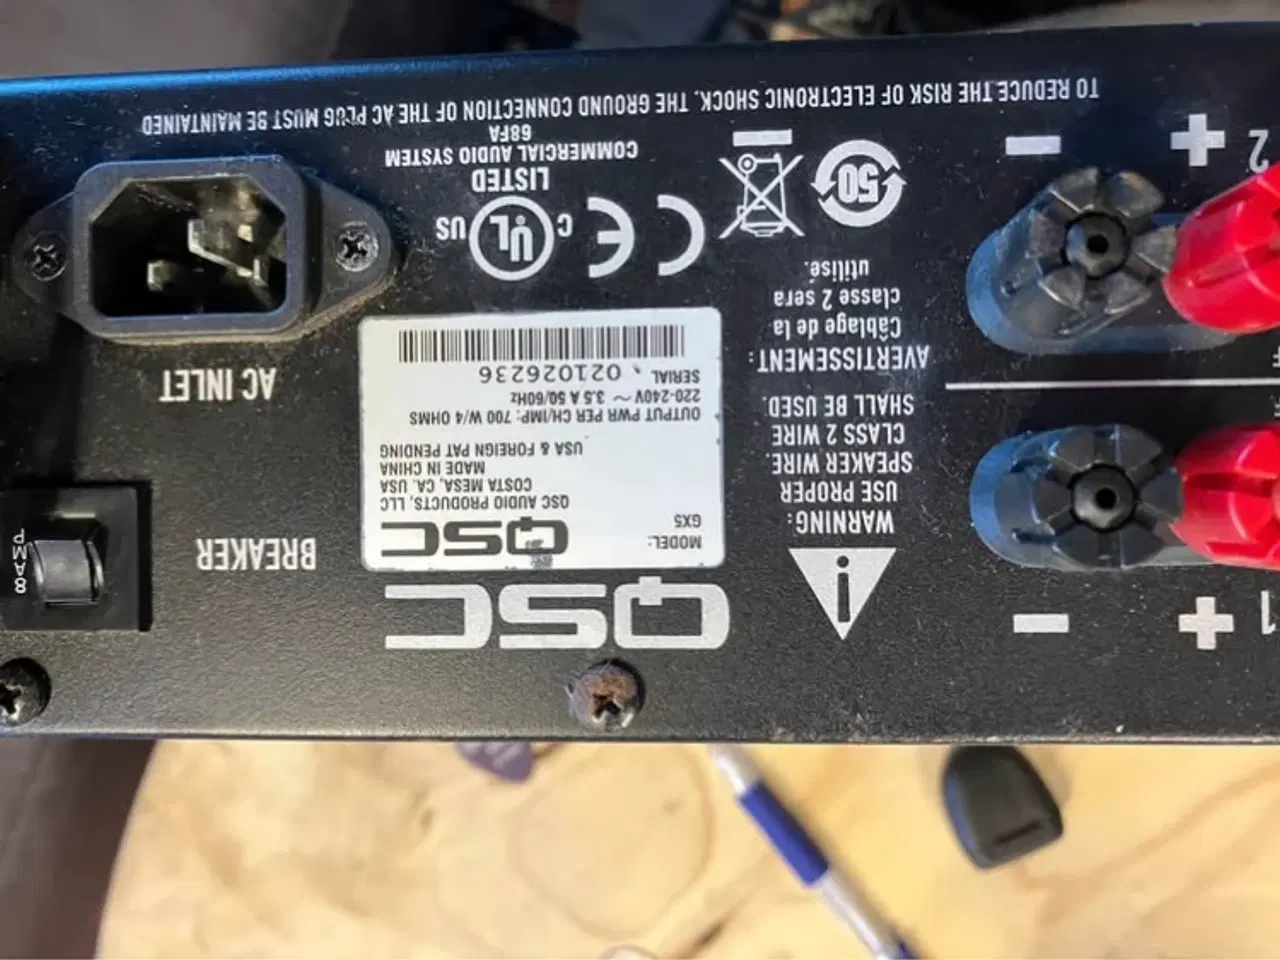 1 + −
2 + −
WARNING:
USE PROPER
SPEAKER WIRE.
CLASS 2 WIRE
SHALL BE USED.
AVERTISSEMENT:
Câblage de la
classe 2 sera
utilisé.
50
QSC
MODEL: QSC
GX5
QSC AUDIO PRODUCTS, LLC
COSTA MESA, CA. USA
MADE IN CHINA
USA & FOREIGN PAT PENDING
OUTPUT PWR PER CH/IMP: 700 W/4 OHMS
220-240V ~ 3.5 A 50/60Hz
SERIAL 021026236
CE
C UL US
LISTED
COMMERCIAL AUDIO SYSTEM
68FA
BREAKER
8AMP
AC INLET
TO REDUCE THE RISK OF ELECTRONIC SHOCK, THE GROUND CONNECTION OF THE AC PLUG MUST BE MAINTAINED